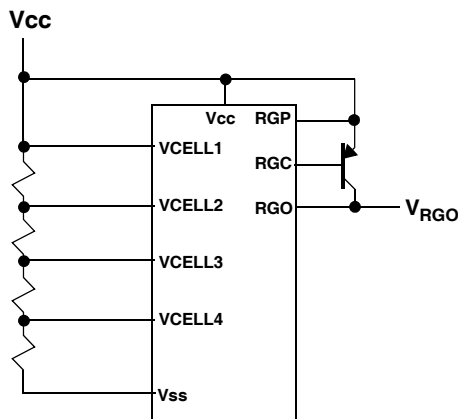 Vcc
Vcc
RGP
VCELL1
RGC
VCELL2
RGO
VRGO
VCELL3
VCELL4
Vss